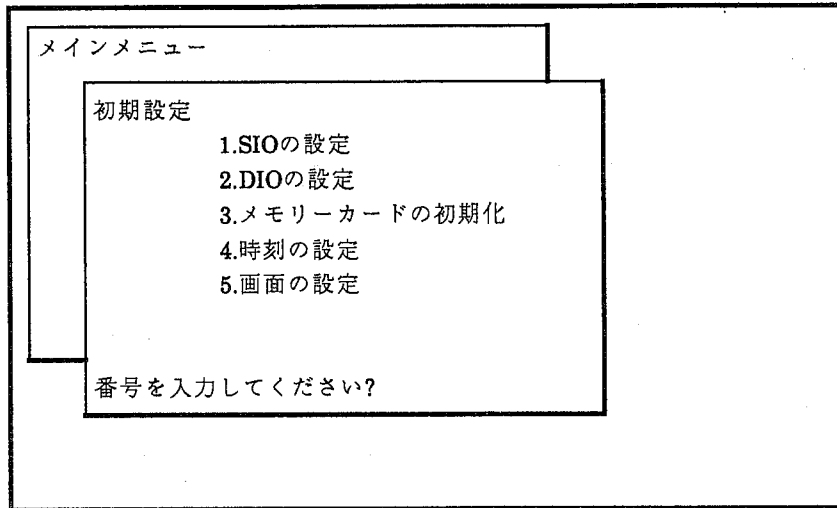 メインメニュー
初期設定
1.SIOの設定
2.DIOの設定
3.メモリーカードの初期化
4.時刻の設定
5.画面の設定
番号を入力してください?